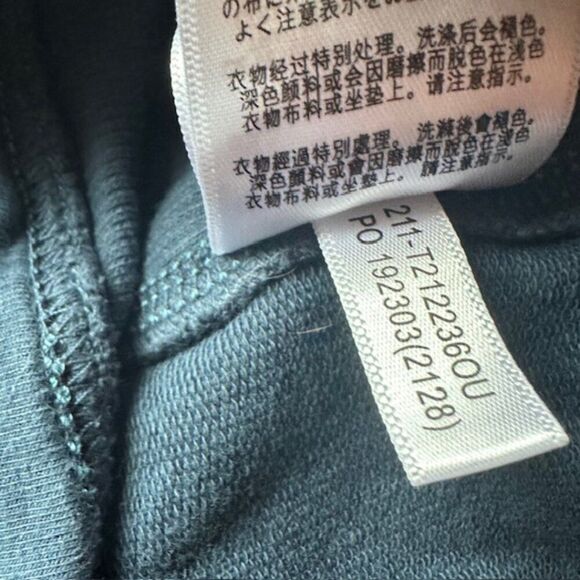 よく注意表示をお
衣物经过特别处理。洗涤后会褪色。
深色颜料或会因磨擦而脱色在浅色
衣物布料或坐垫上。请注意指示。
衣物經過特別處理。洗滌後會褪色。
深色顏料或會因磨擦而脫色在淺色
衣物布料或坐墊上。請注意指示。
211-T212236OU
PO 192303(2128)